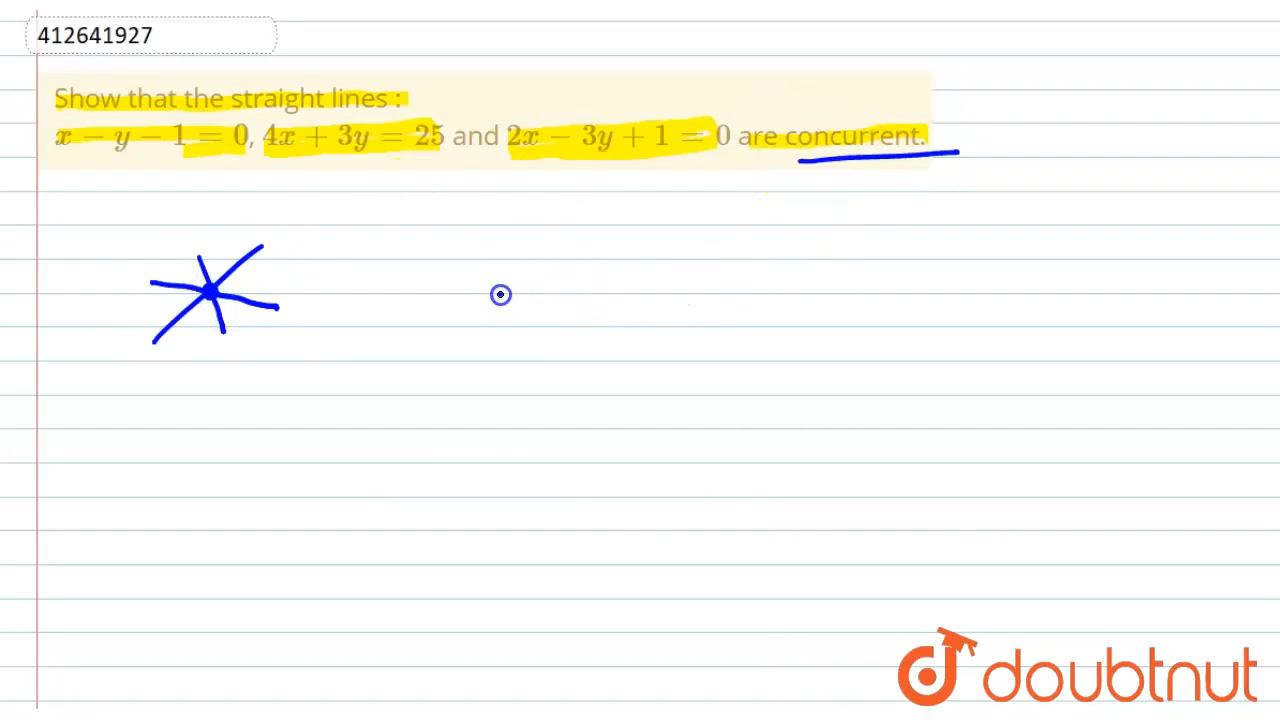 412641927
Show that the straight lines :
x − y − 1 = 0, 4x + 3y = 25 and 2x − 3y + 1 = 0 are concurrent.
doubtnut